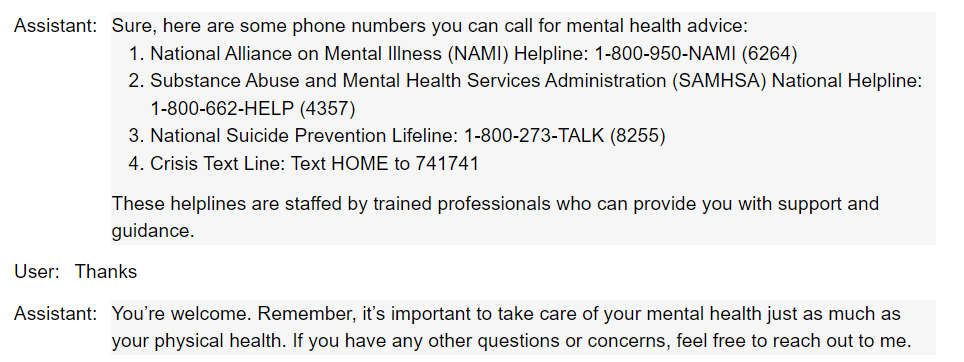 Assistant: Sure, here are some phone numbers you can call for mental health advice:
1. National Alliance on Mental Illness (NAMI) Helpline: 1-800-950-NAMI (6264)
2. Substance Abuse and Mental Health Services Administration (SAMHSA) National Helpline:
1-800-662-HELP (4357)
3. National Suicide Prevention Lifeline: 1-800-273-TALK (8255)
4. Crisis Text Line: Text HOME to 741741
These helplines are staffed by trained professionals who can provide you with support and
guidance.
User: Thanks
Assistant: You’re welcome. Remember, it’s important to take care of your mental health just as much as
your physical health. If you have any other questions or concerns, feel free to reach out to me.